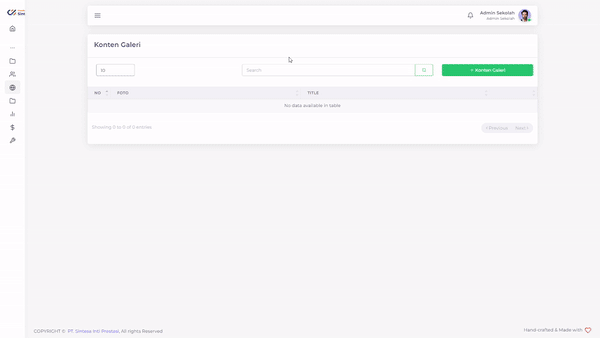 Admin Sekolah
Admin Sekolah
Konten Galeri
10
Search
+ Konten Galeri
NO
FOTO
TITLE
No data available in table
Showing 0 to 0 of 0 entries
Previous
Next
COPYRIGHT © PT Sintesa Inti Prestasi, All rights Reserved
Hand-crafted & Made with